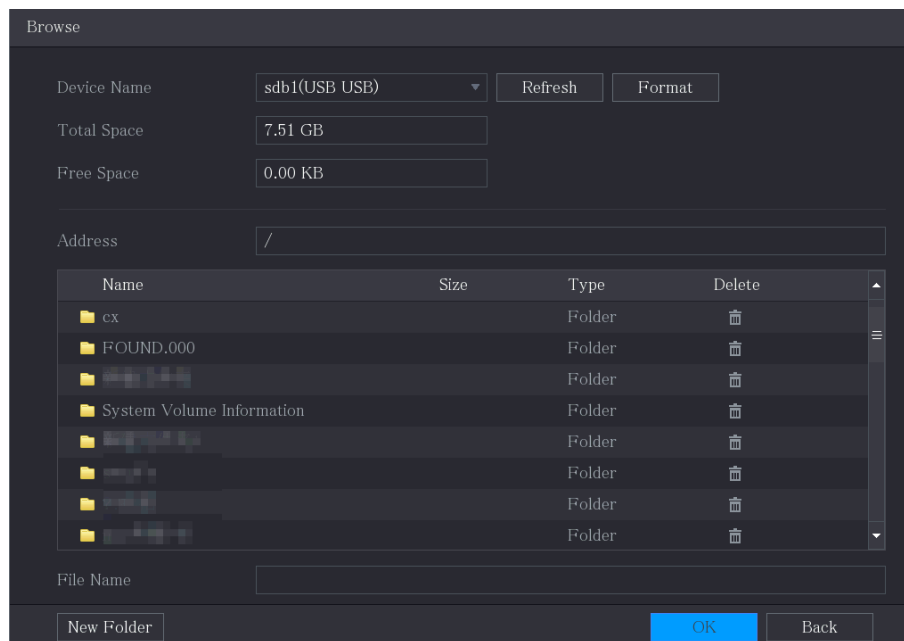 Browse
Device Name sdb1(USB USB) Refresh Format
Total Space 7.51 GB
Free Space 0.00 KB
Address /
Name Size Type Delete
cx Folder
FOUND.000 Folder
Folder
System Volume Information Folder
Folder
Folder
Folder
Folder
File Name
New Folder OK Back